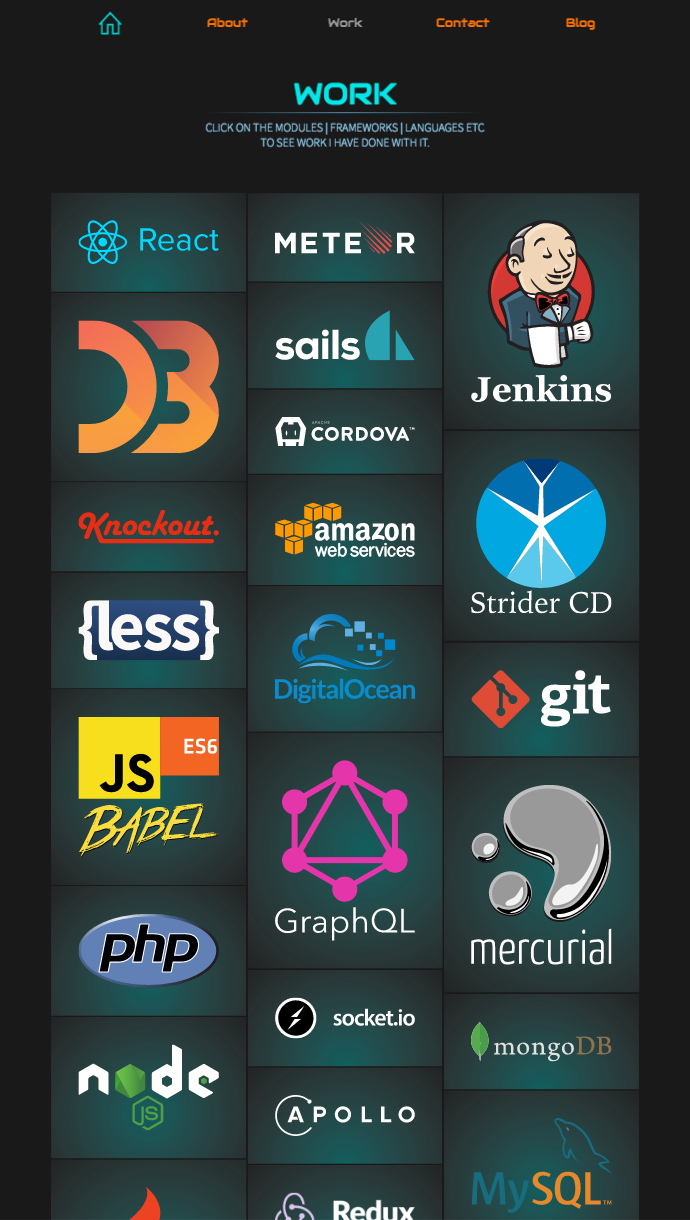 About
Work
Contact
Blog
WORK
CLICK ON THE MODULES | FRAMEWORKS | LANGUAGES ETC
TO SEE WORK I HAVE DONE WITH IT.
React
D3
Knockout.
{less}
JS
ES6
BABEL
php
node
JS
METEOR
sails
APACHE
CORDOVA™
amazon
web services
DigitalOcean
GraphQL
socket.io
APOLLO
Redux
Jenkins
Strider CD
git
mercurial
mongoDB
MySQL™